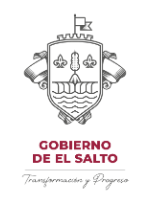 GOBIERNO
DE EL SALTO
Transformación y Progreso